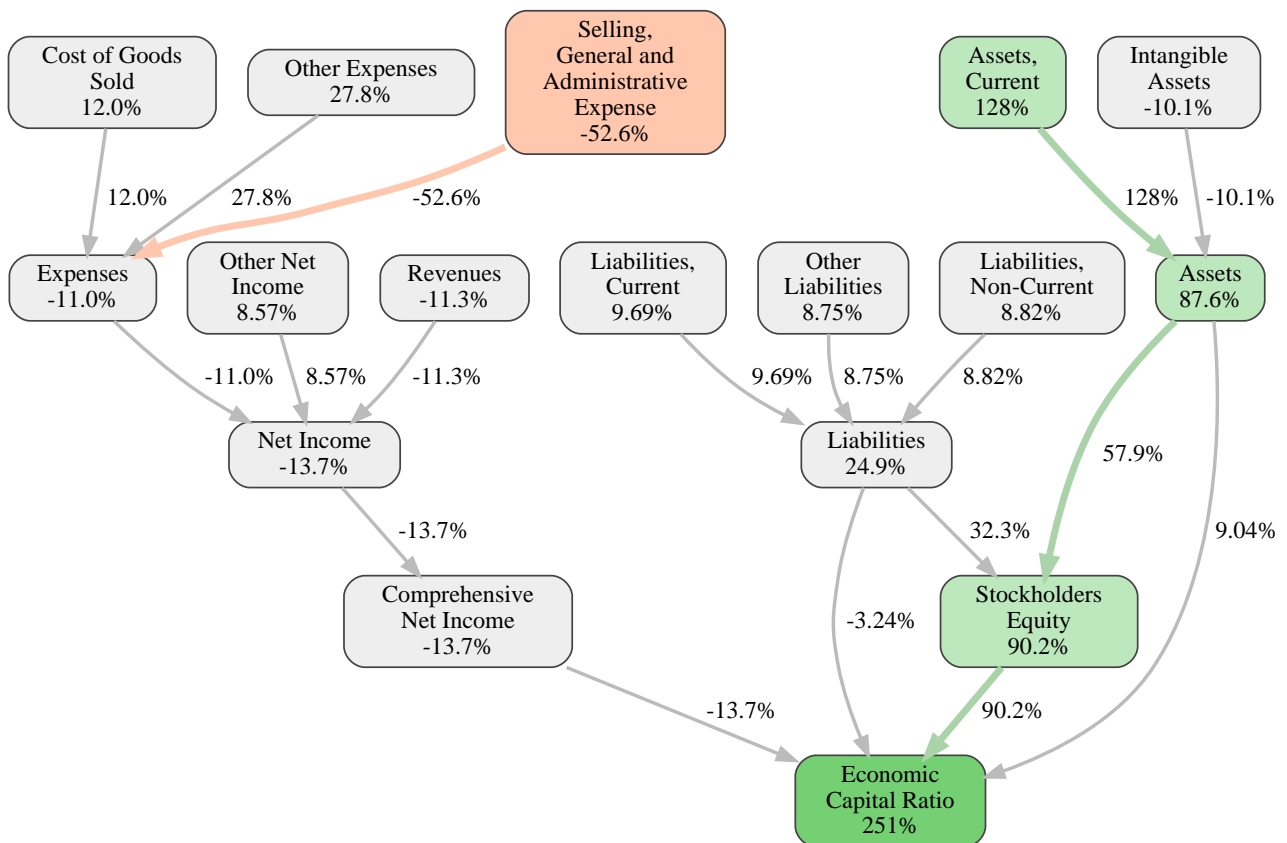 Cost of Goods
Sold
12.0%
Other Expenses
27.8%
Selling,
General and
Administrative
Expense
-52.6%
Assets,
Current
128%
Intangible
Assets
-10.1%
12.0%
27.8%
-52.6%
128%
-10.1%
Expenses
-11.0%
Other Net
Income
8.57%
Revenues
-11.3%
Liabilities,
Current
9.69%
Other
Liabilities
8.75%
Liabilities,
Non-Current
8.82%
Assets
87.6%
-11.0%
8.57%
-11.3%
9.69%
8.75%
8.82%
Net Income
-13.7%
Liabilities
24.9%
57.9%
-13.7%
32.3%
9.04%
Comprehensive
Net Income
-13.7%
-3.24%
Stockholders
Equity
90.2%
-13.7%
90.2%
Economic
Capital Ratio
251%